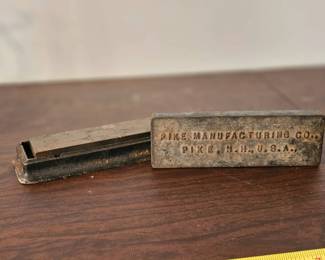 PIKE MANUFACTURING CO.,
PIKE, N.H., U.S.A.,